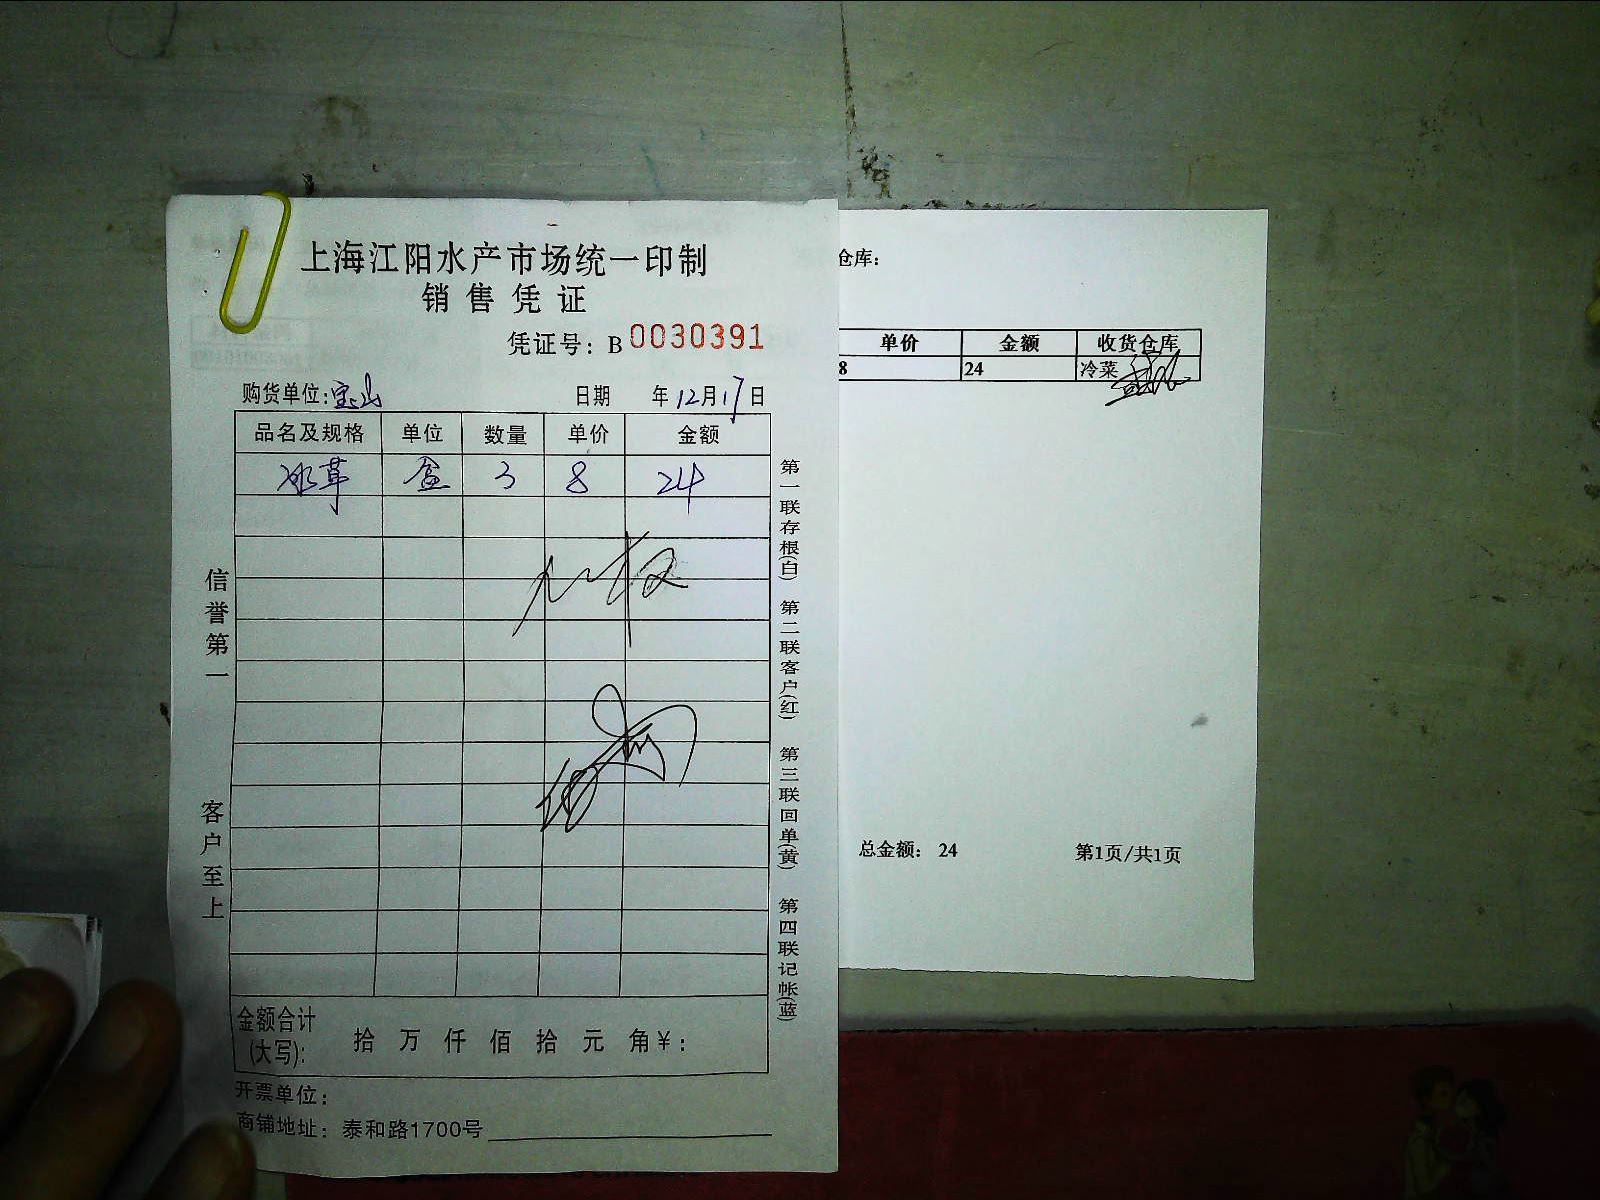 上海江阳水产市场统一印制
销售凭证
凭证号：B 0030391
购货单位:宝山 日期 年12月17日
品名及规格 单位 数量 单价 金额
冰草 盒 3 8 24
信誉第一
客户至上
第一联存根(白) 第二联客户(红) 第三联回单(黄) 第四联记帐(蓝)
金额合计
(大写): 拾 万 仟 佰 拾 元 角 ¥:
开票单位：
商铺地址：泰和路1700号
仓库：
单价 金额 收货仓库
8 24 冷菜
总金额： 24 第1页/共1页